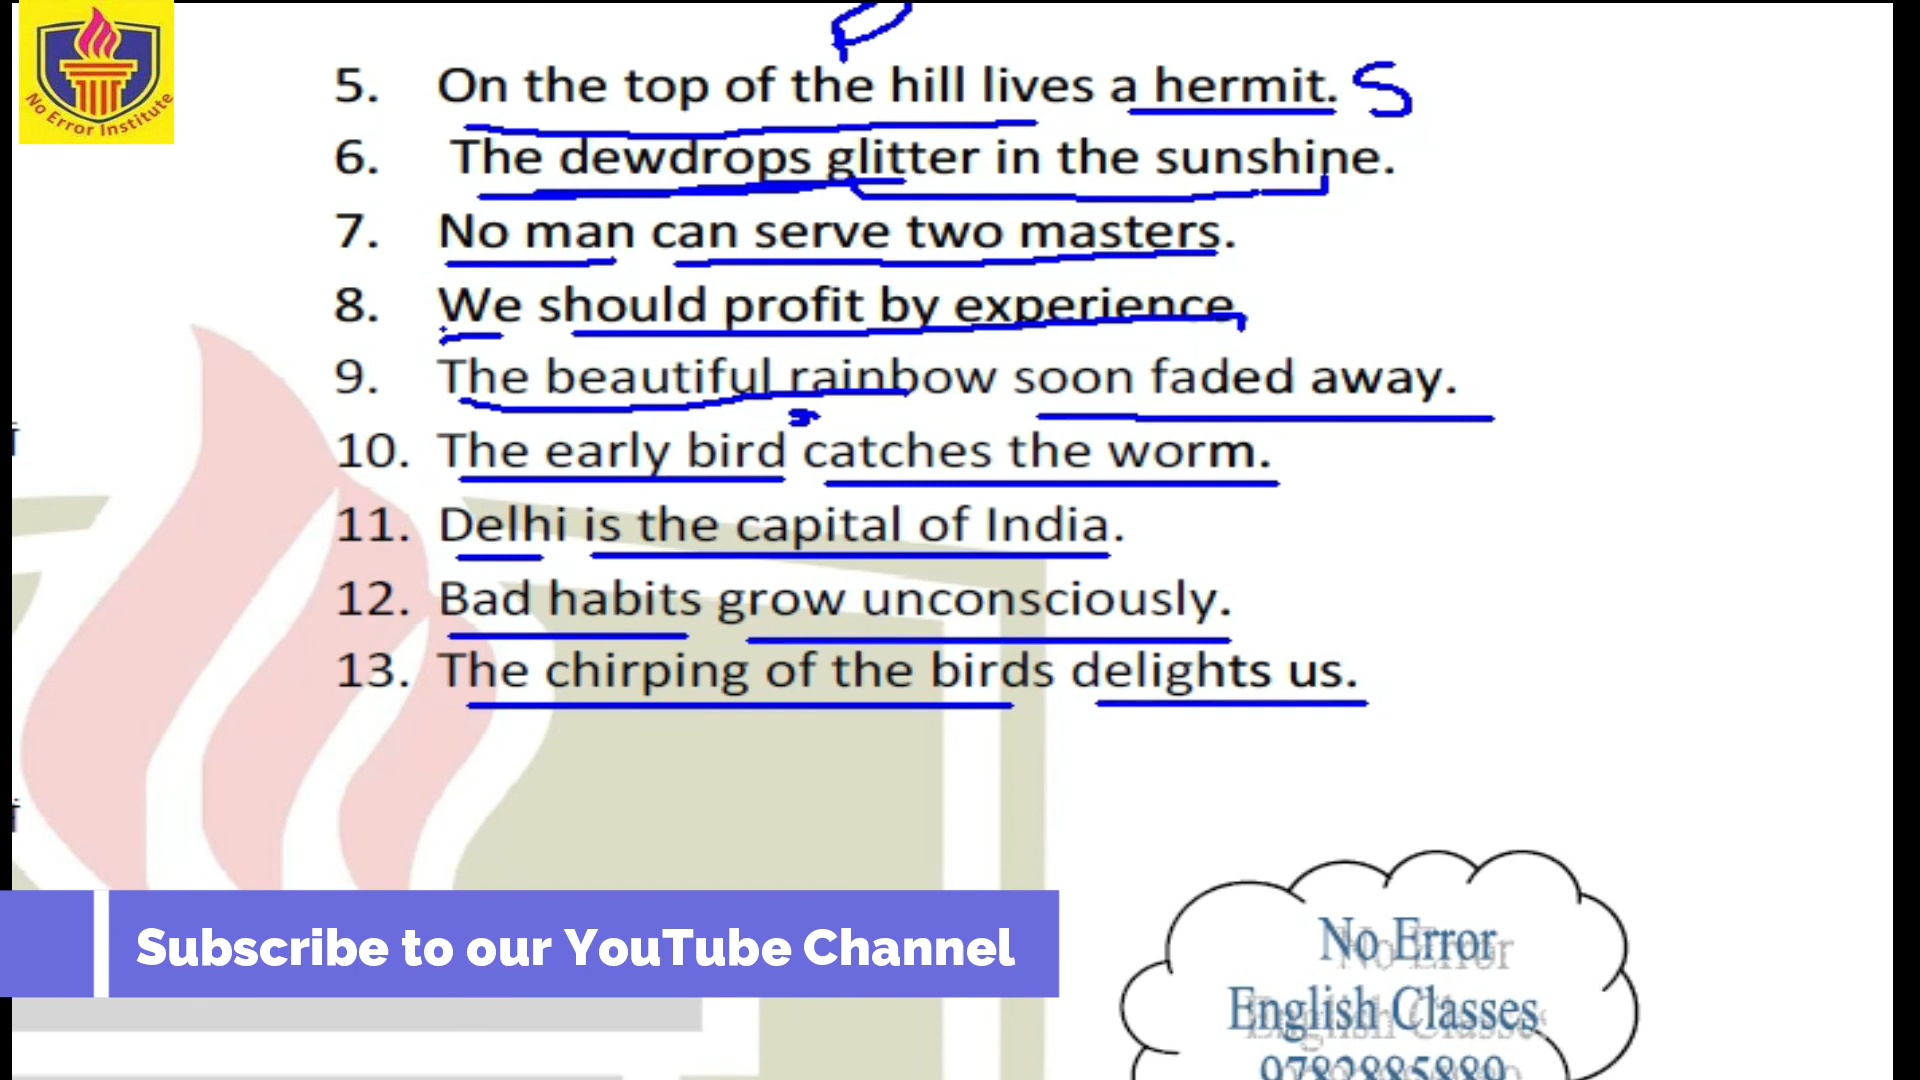 No Error Institute
P
5. On the top of the hill lives a hermit. S
6. The dewdrops glitter in the sunshine.
7. No man can serve two masters.
8. We should profit by experience
9. The beautiful rainbow soon faded away.
10. The early bird catches the worm.
11. Delhi is the capital of India.
12. Bad habits grow unconsciously.
13. The chirping of the birds delights us.
Subscribe to our YouTube Channel
No Error
English Classes
9782885889